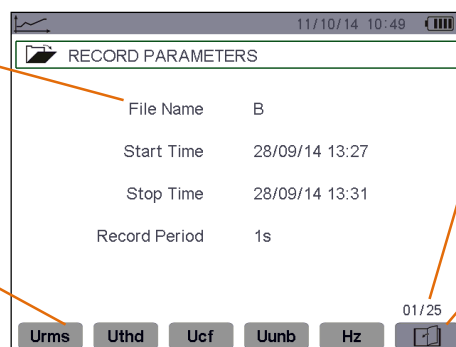 11/10/14 10:49
RECORD PARAMETERS
File Name B
Start Time 28/09/14 13:27
Stop Time 28/09/14 13:31
Record Period 1s
01/25
Urms Uthd Ucf Uunb Hz